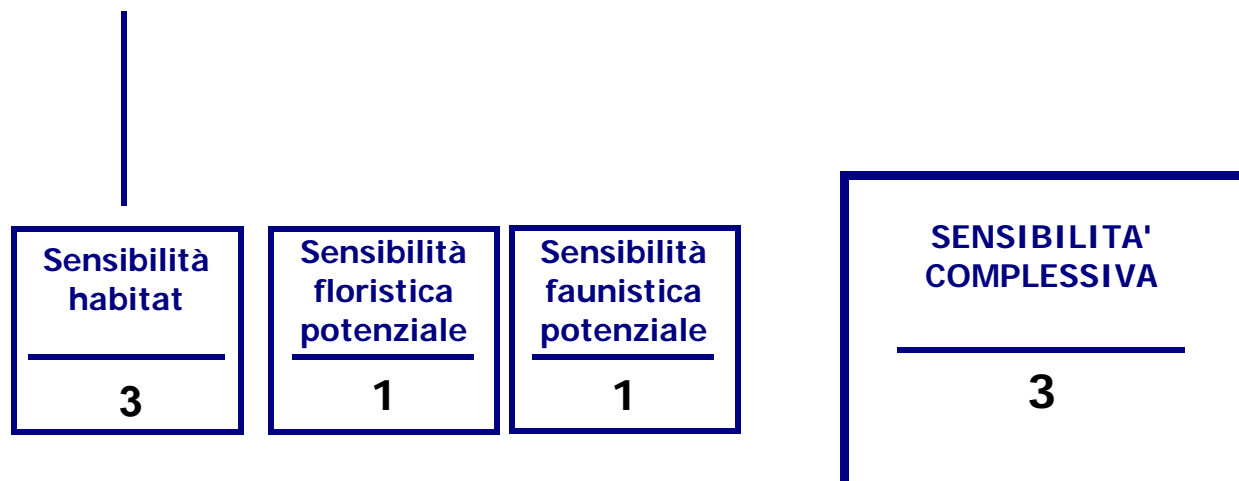 Sensibilità
habitat
3
Sensibilità
floristica
potenziale
1
Sensibilità
faunistica
potenziale
1
SENSIBILITA'
COMPLESSIVA
3